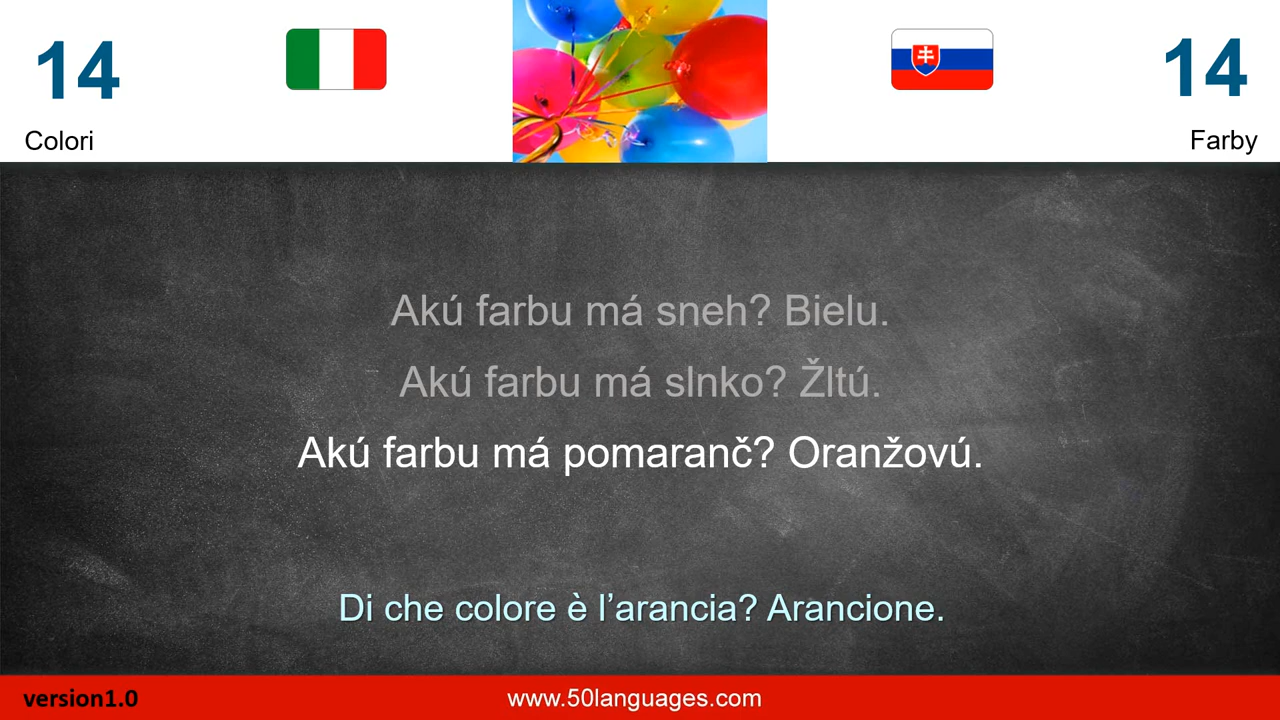 14
14
Colori
Farby
Akú farbu má sneh? Bielu.
Akú farbu má slnko? Žltú.
Akú farbu má pomaranč? Oranžovú.
Di che colore è l’arancia? Arancione.
version1.0
www.50languages.com